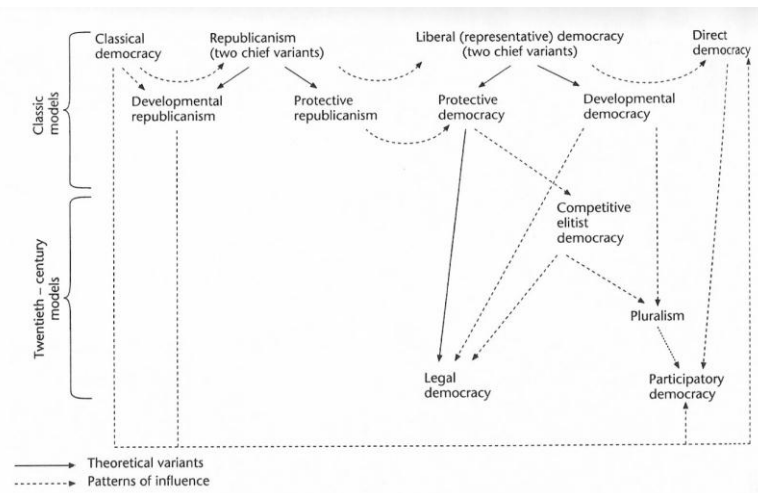 Classical
democracy
Republicanism
(two chief variants)
Liberal (representative) democracy
(two chief variants)
Direct
democracy
Classic
models
Developmental
republicanism
Protective
republicanism
Protective
democracy
Developmental
democracy
Twentieth – century
models
Competitive
elitist
democracy
Pluralism
Legal
democracy
Participatory
democracy
Theoretical variants
Patterns of influence